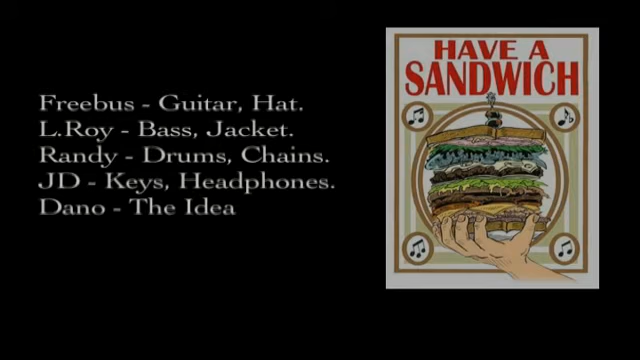 Freebus - Guitar, Hat.
L.Roy - Bass, Jacket.
Randy - Drums, Chains.
JD - Keys, Headphones.
Dano - The Idea
HAVE A
SANDWICH